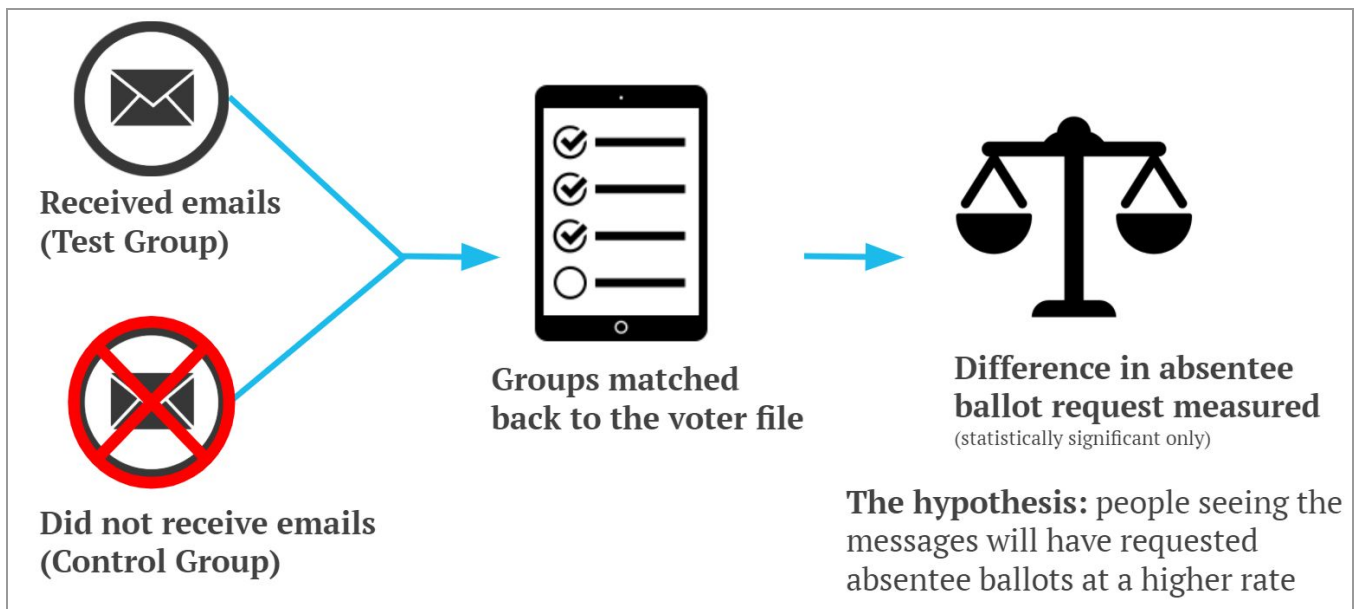 Received emails
(Test Group)
Did not receive emails
(Control Group)
Groups matched
back to the voter file
Difference in absentee
ballot request measured
(statistically significant only)
The hypothesis: people seeing the
messages will have requested
absentee ballots at a higher rate